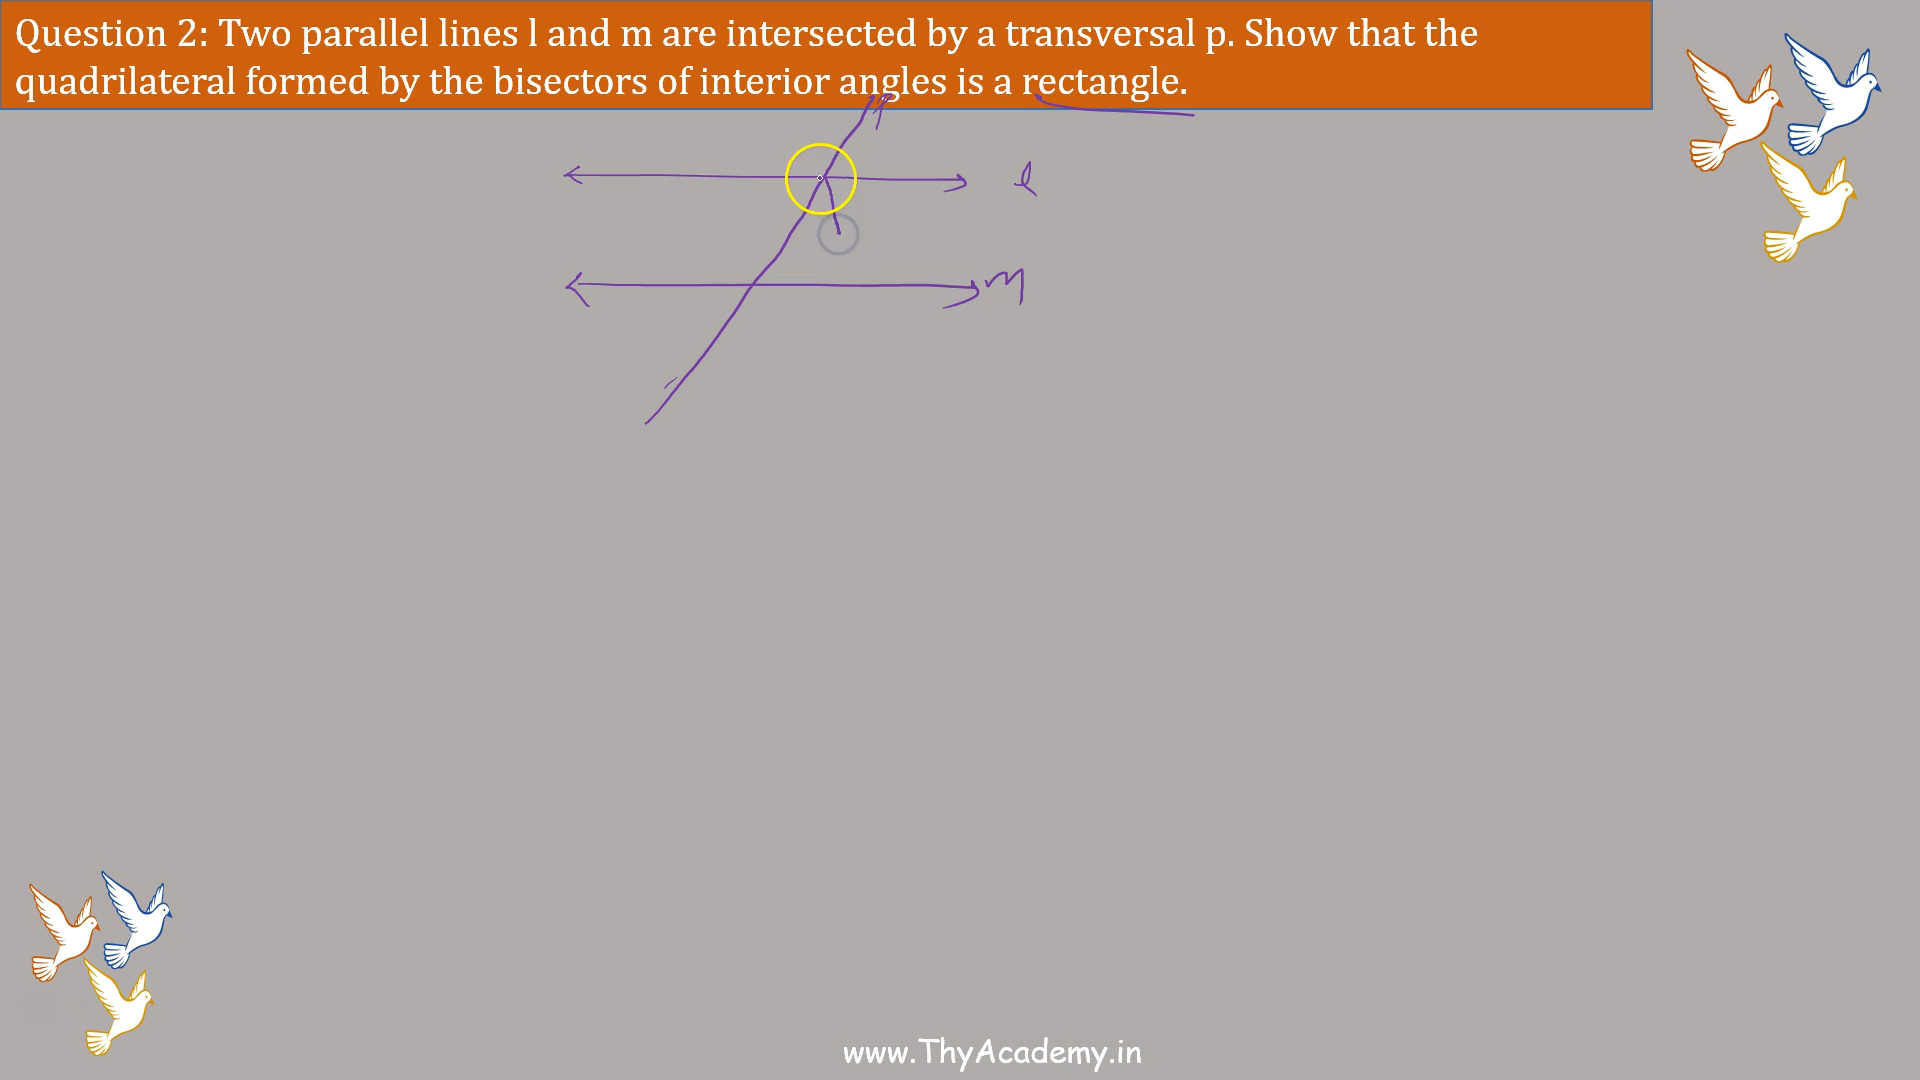 Question 2: Two parallel lines l and m are intersected by a transversal p. Show that the
quadrilateral formed by the bisectors of interior angles is a rectangle.
l
m
www.ThyAcademy.in